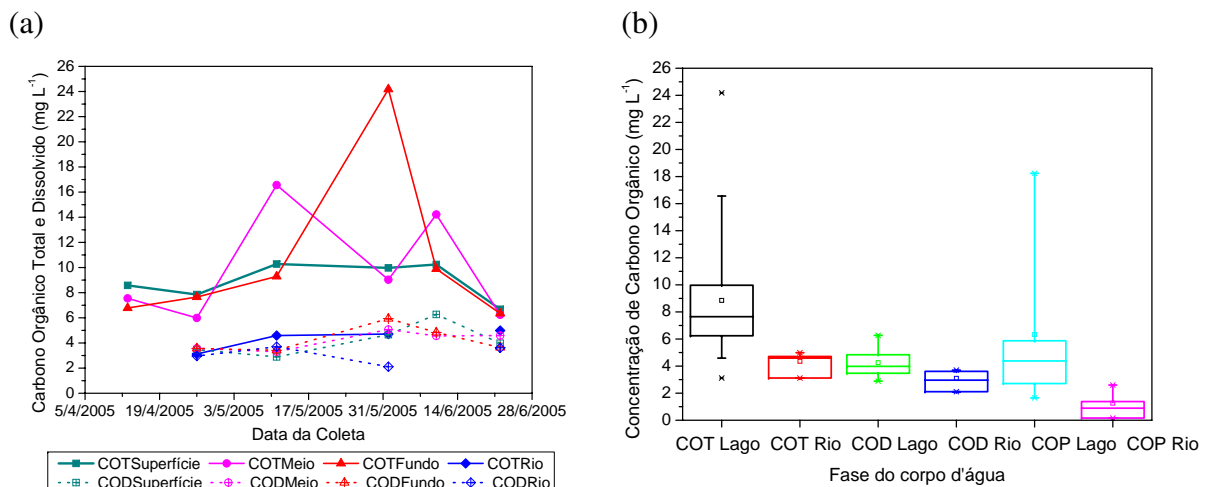 (a)
(b)
Carbono Orgânico Total e Dissolvido (mg L⁻¹)
26
24
22
20
18
16
14
12
10
8
6
4
2
0
5/4/2005 19/4/2005 3/5/2005 17/5/2005 31/5/2005 14/6/2005 28/6/2005
Data da Coleta
COTSuperfície COTMeio COTFundo COTRio
CODSuperfície CODMeio CODFundo CODRio
Concentração de Carbono Orgânico (mg L⁻¹)
26
24
22
20
18
16
14
12
10
8
6
4
2
0
COT Lago COT Rio COD Lago COD Rio COP Lago COP Rio
Fase do corpo d'água